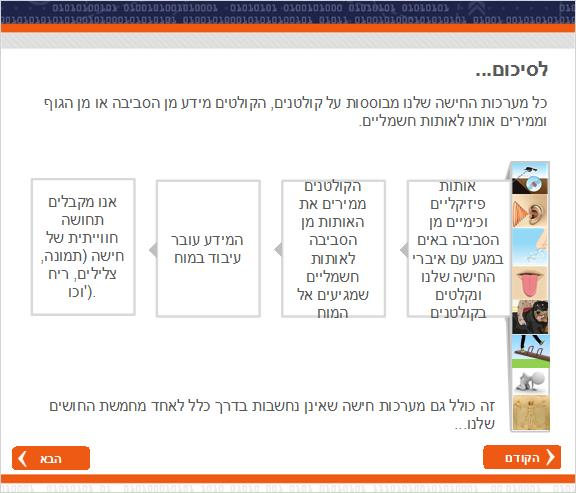 לסיכום...
כל מערכות החישה שלנו מבוססות על קולטנים, הקולטים מידע מן הסביבה או מן הגוף
וממירים אותו לאותות חשמליים.
אותות
פיזיקליים
וכימיים מן
הסביבה באים
במגע עם איברי
החישה שלנו
ונקלטים
בקולטנים
הקולטנים
ממירים את
האותות מן
הסביבה
לאותות
חשמליים
שמגיעים אל
המוח
המידע עובר
עיבוד במוח
אנו מקבלים
תחושה
חווייתית של
חישה (תמונה,
צלילים, ריח
וכו').
זה כולל גם מערכות חישה שאינן נחשבות בדרך כלל לאחד מחמשת החושים
שלנו...
הקודם
הבא